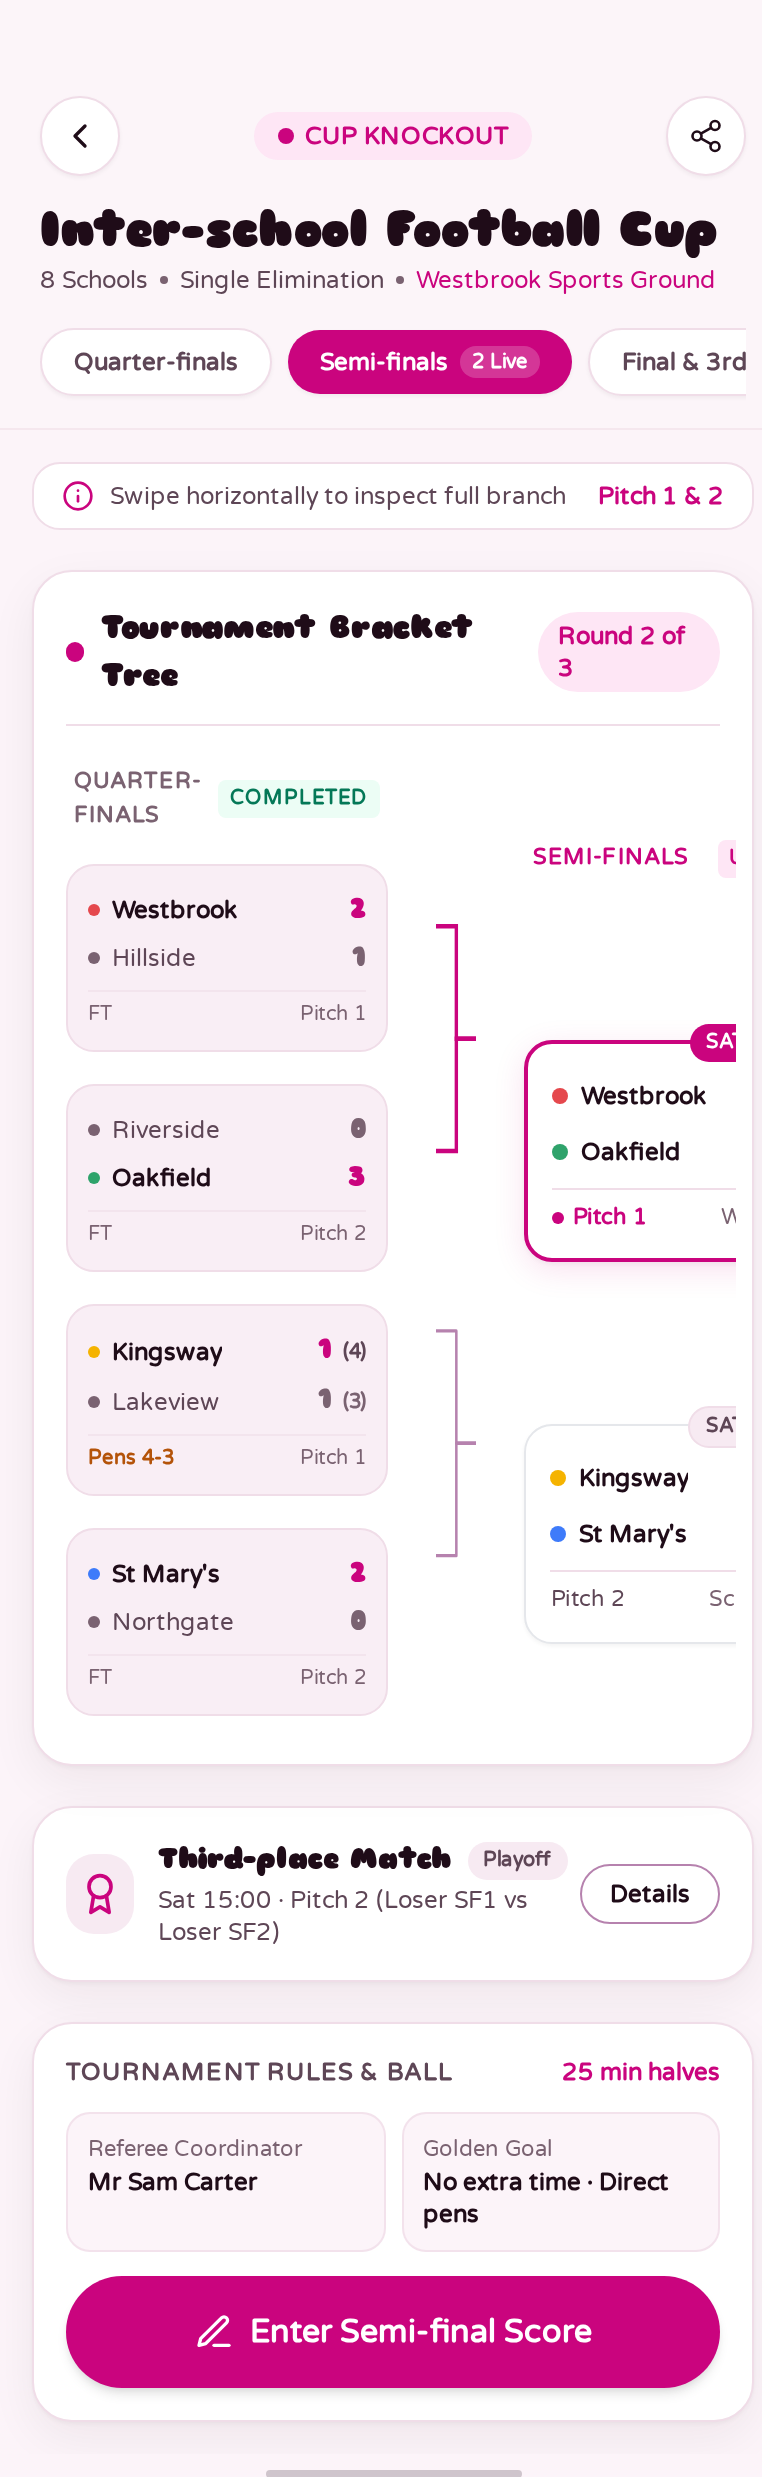 CUP KNOCKOUT
Inter-school Football Cup
8 Schools • Single Elimination • Westbrook Sports Ground
Quarter-finals
Semi-finals 2 Live
Final & 3rd
Swipe horizontally to inspect full branch Pitch 1 & 2
Tournament Bracket
Tree
Round 2 of
3
QUARTER-
FINALS
COMPLETED
SEMI-FINALS
Westbrook 2
Hillside 1
FT Pitch 1
Riverside 0
Oakfield 3
FT Pitch 2
Kingsway 1 (4)
Lakeview 1 (3)
Pens 4-3 Pitch 1
St Mary's 2
Northgate 0
FT Pitch 2
SAT
Westbrook
Oakfield
Pitch 1
SAT
Kingsway
St Mary's
Pitch 2
Third-place Match Playoff
Sat 15:00 · Pitch 2 (Loser SF1 vs
Loser SF2)
Details
TOURNAMENT RULES & BALL 25 min halves
Referee Coordinator
Mr Sam Carter
Golden Goal
No extra time · Direct
pens
Enter Semi-final Score